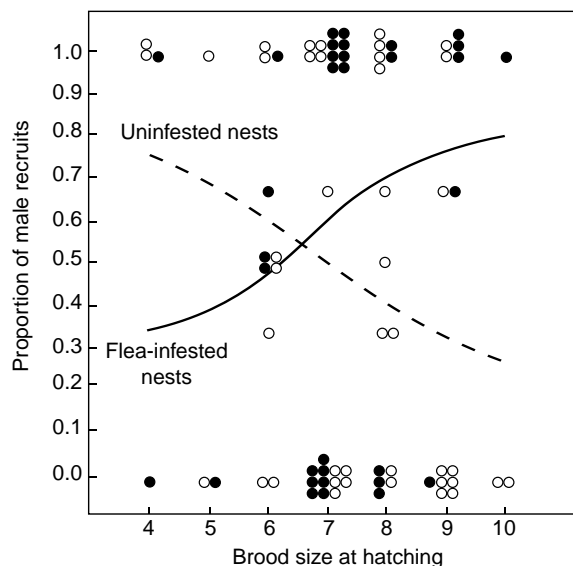 1.0
0.9
Uninfested nests
0.8
0.7
0.6
0.5
0.4
0.3
Flea-infested
nests
0.2
0.1
0.0
4 5 6 7 8 9 10
Brood size at hatching
Proportion of male recruits